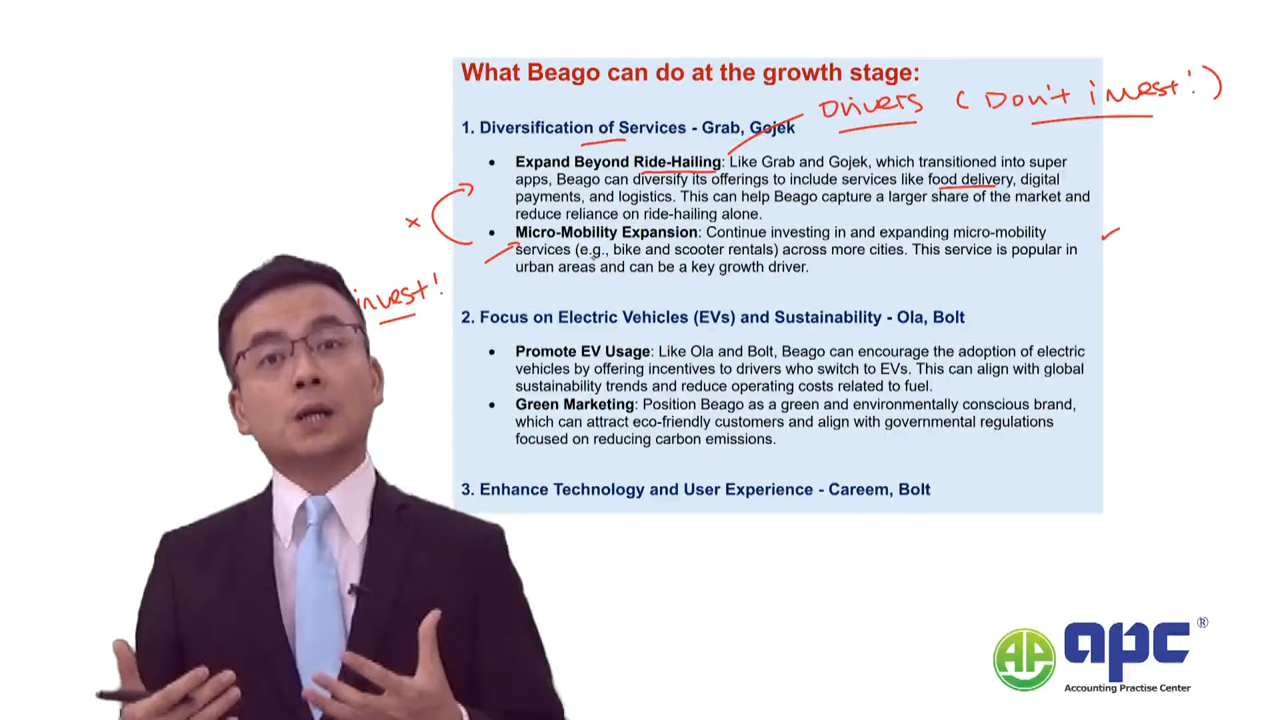 What Beago can do at the growth stage:
Drivers (Don't invest!)
1. Diversification of Services - Grab, Gojek
• Expand Beyond Ride-Hailing: Like Grab and Gojek, which transitioned into super
apps, Beago can diversify its offerings to include services like food delivery, digital
payments, and logistics. This can help Beago capture a larger share of the market and
reduce reliance on ride-hailing alone.
• Micro-Mobility Expansion: Continue investing in and expanding micro-mobility
services (e.g., bike and scooter rentals) across more cities. This service is popular in
urban areas and can be a key growth driver.
invest!
2. Focus on Electric Vehicles (EVs) and Sustainability - Ola, Bolt
• Promote EV Usage: Like Ola and Bolt, Beago can encourage the adoption of electric
vehicles by offering incentives to drivers who switch to EVs. This can align with global
sustainability trends and reduce operating costs related to fuel.
• Green Marketing: Position Beago as a green and environmentally conscious brand,
which can attract eco-friendly customers and align with governmental regulations
focused on reducing carbon emissions.
3. Enhance Technology and User Experience - Careem, Bolt
AP apc ®
Accounting Practise Center